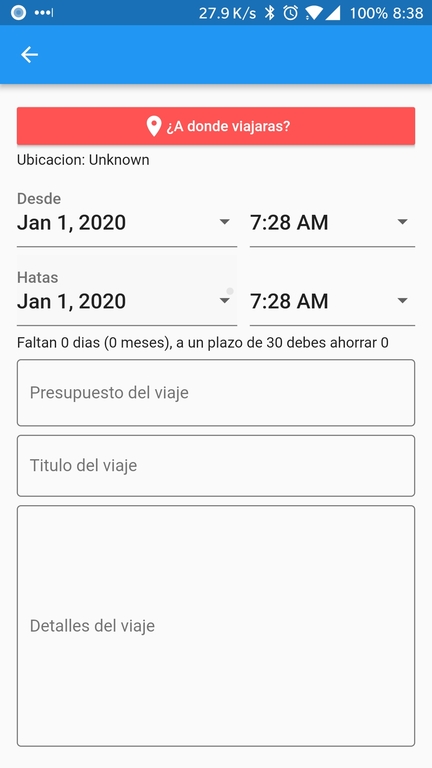 27.9 K/s 100% 8:38
¿A donde viajaras?
Ubicacion: Unknown
Desde
Jan 1, 2020 7:28 AM
Hatas
Jan 1, 2020 7:28 AM
Faltan 0 dias (0 meses), a un plazo de 30 debes ahorrar 0
Presupuesto del viaje
Titulo del viaje
Detalles del viaje